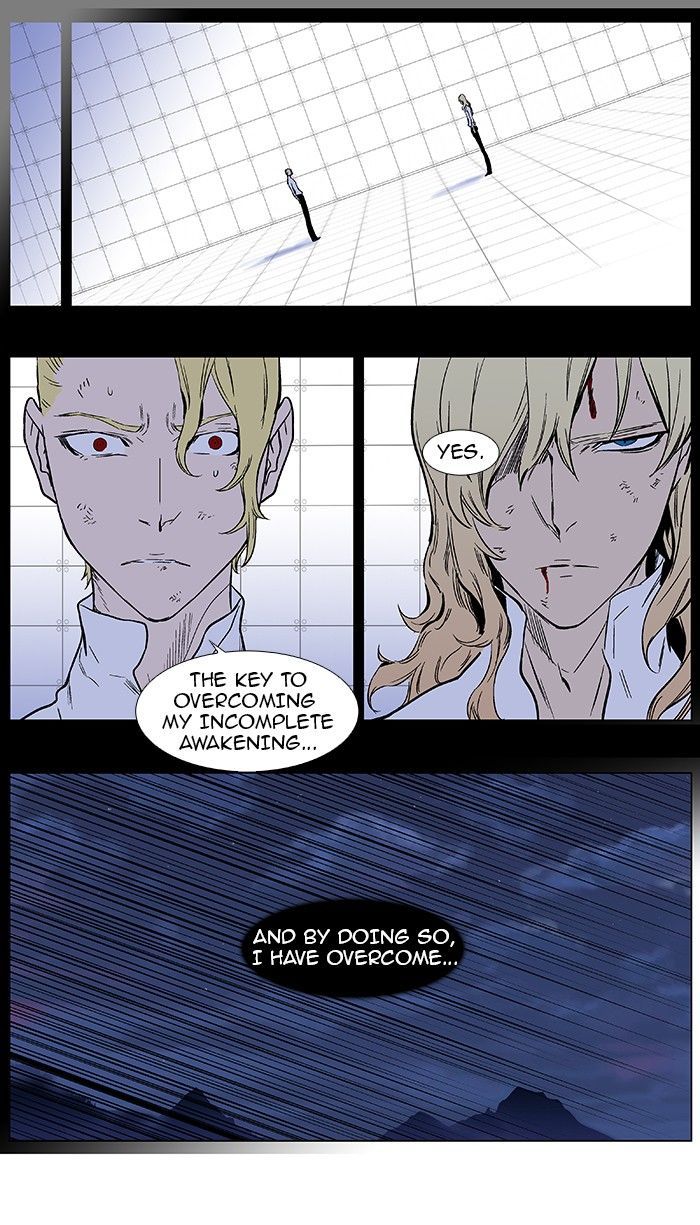 YES.
THE KEY TO
OVERCOMING
MY INCOMPLETE
AWAKENING...
AND BY DOING SO,
I HAVE OVERCOME...